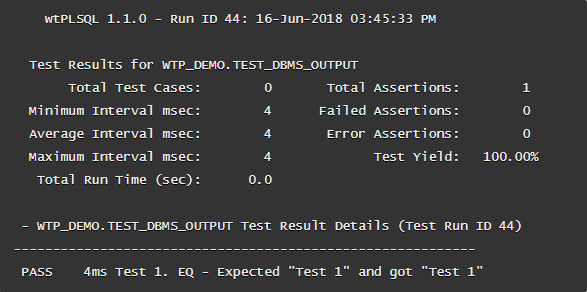 wtPLSQL 1.1.0 - Run ID 44: 16-Jun-2018 03:45:33 PM
Test Results for WTP_DEMO.TEST_DBMS_OUTPUT
Total Test Cases: 0 Total Assertions: 1
Minimum Interval msec: 4 Failed Assertions: 0
Average Interval msec: 4 Error Assertions: 0
Maximum Interval msec: 4 Test Yield: 100.00%
Total Run Time (sec): 0.0
- WTP_DEMO.TEST_DBMS_OUTPUT Test Result Details (Test Run ID 44)
-----------------------------------------------------------
PASS 4ms Test 1. EQ - Expected "Test 1" and got "Test 1"